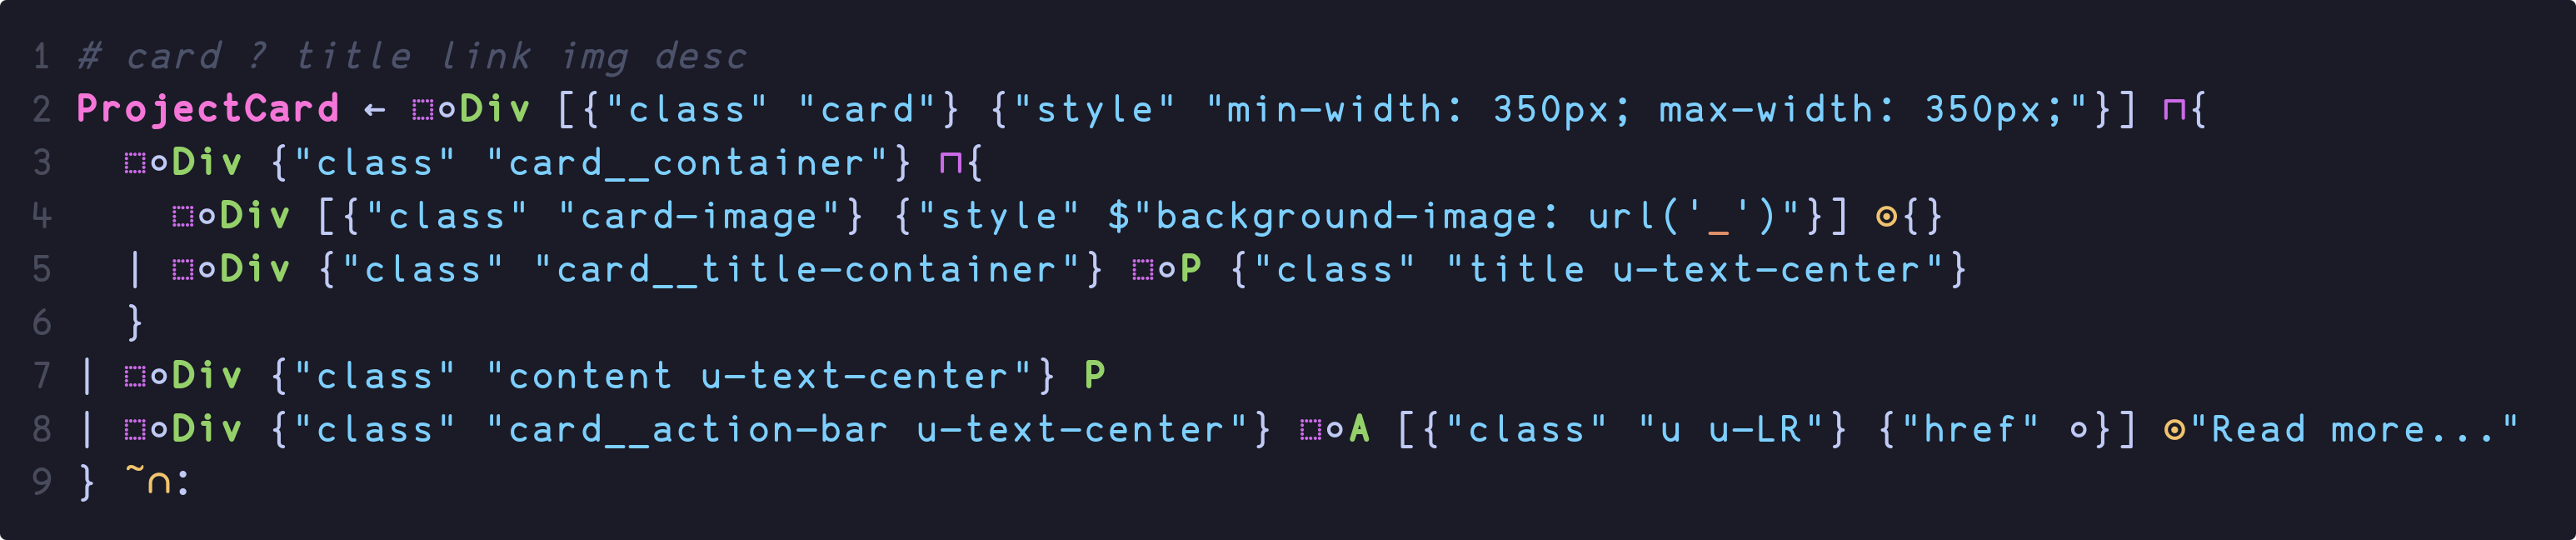 1 # card ? title link img desc
2 ProjectCard ← ⬚∘Div [{"class" "card"} {"style" "min-width: 350px; max-width: 350px;"}] ⊓{
3   ⬚∘Div {"class" "card__container"} ⊓{
4     ⬚∘Div [{"class" "card-image"} {"style" $"background-image: url('_')"}] ⊙{}
5   | ⬚∘Div {"class" "card__title-container"} ⬚∘P {"class" "title u-text-center"}
6   }
7 | ⬚∘Div {"class" "content u-text-center"} P
8 | ⬚∘Div {"class" "card__action-bar u-text-center"} ⬚∘A [{"class" "u u-LR"} {"href" ∘}] ⊙"Read more..."
9 } ˜∩: